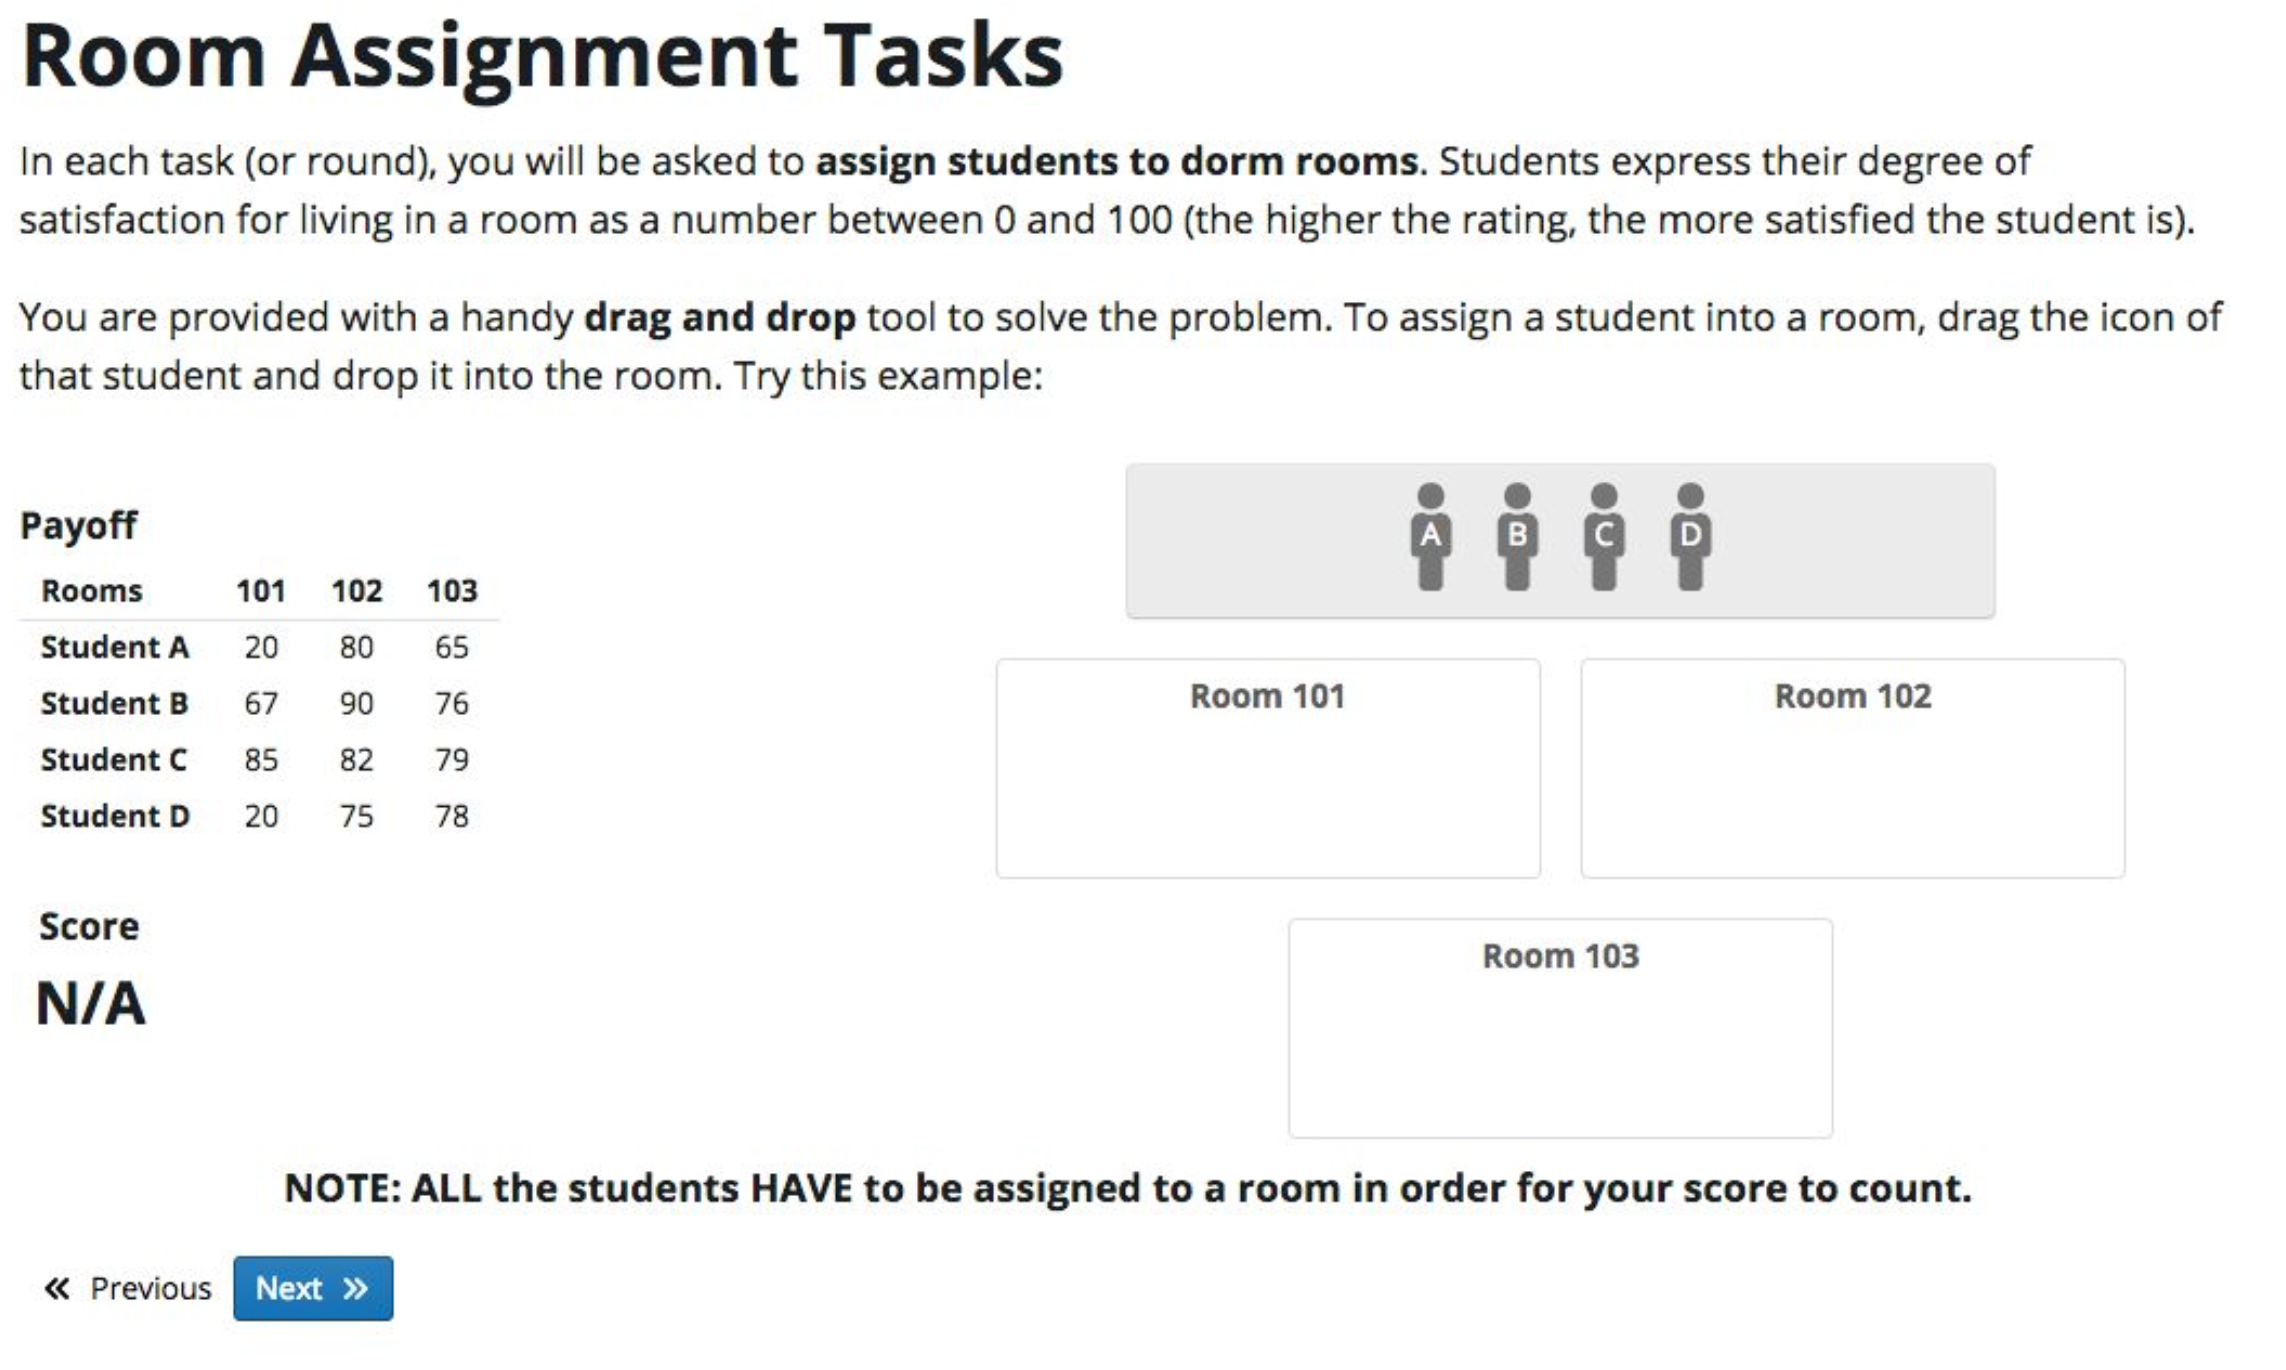 Room Assignment Tasks
In each task (or round), you will be asked to assign students to dorm rooms. Students express their degree of
satisfaction for living in a room as a number between 0 and 100 (the higher the rating, the more satisfied the student is).
You are provided with a handy drag and drop tool to solve the problem. To assign a student into a room, drag the icon of
that student and drop it into the room. Try this example:
Payoff
Rooms 101 102 103
Student A 20 80 65
Student B 67 90 76
Student C 85 82 79
Student D 20 75 78
Score
N/A
A B C D
Room 101 Room 102
Room 103
NOTE: ALL the students HAVE to be assigned to a room in order for your score to count.
« Previous Next »